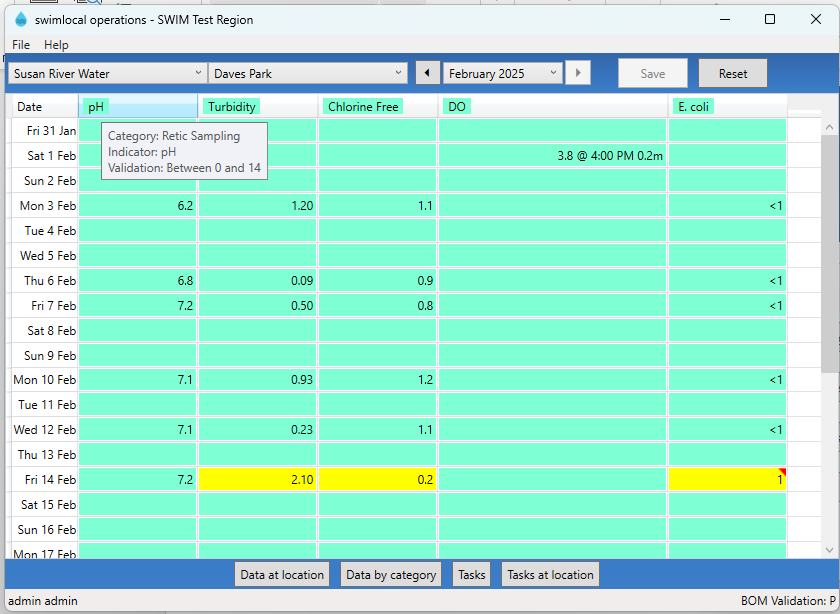 swimlocal operations - SWIM Test Region
File Help
Susan River Water Daves Park February 2025 Save Reset
Date pH Turbidity Chlorine Free DO E. coli
Category: Retic Sampling
Indicator: pH
Validation: Between 0 and 14
Fri 31 Jan
Sat 1 Feb 3.8 @ 4:00 PM 0.2m
Sun 2 Feb
Mon 3 Feb 6.2 1.20 1.1 <1
Tue 4 Feb
Wed 5 Feb
Thu 6 Feb 6.8 0.09 0.9 <1
Fri 7 Feb 7.2 0.50 0.8 <1
Sat 8 Feb
Sun 9 Feb
Mon 10 Feb 7.1 0.93 1.2 <1
Tue 11 Feb
Wed 12 Feb 7.1 0.23 1.1 <1
Thu 13 Feb
Fri 14 Feb 7.2 2.10 0.2 1
Sat 15 Feb
Sun 16 Feb
Mon 17 Feb
Data at location Data by category Tasks Tasks at location
admin admin BOM Validation: P